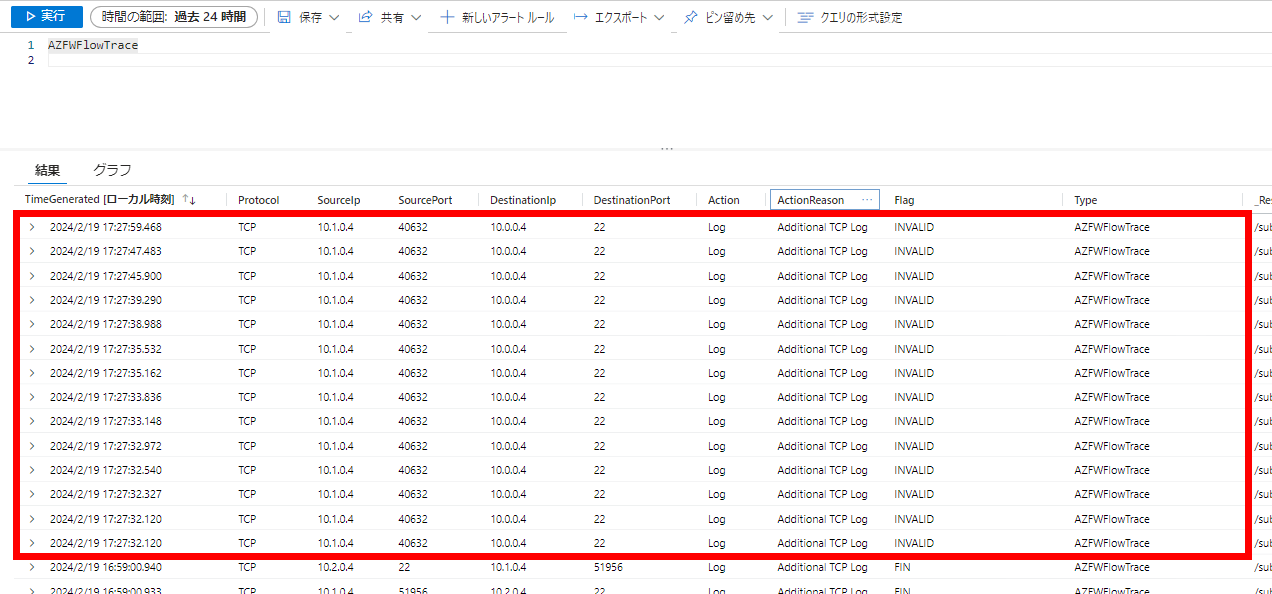 実行 時間の範囲: 過去 24 時間 保存 共有 新しいアラート ルール エクスポート ピン留め先 クエリの形式設定
1 AZFWFlowTrace
2
結果 グラフ
TimeGenerated [ローカル時刻] Protocol SourceIp SourcePort DestinationIp DestinationPort Action ActionReason Flag Type _Res
2024/2/19 17:27:59.468 TCP 10.1.0.4 40632 10.0.0.4 22 Log Additional TCP Log INVALID AZFWFlowTrace /sub
2024/2/19 17:27:47.483 TCP 10.1.0.4 40632 10.0.0.4 22 Log Additional TCP Log INVALID AZFWFlowTrace /sub
2024/2/19 17:27:45.900 TCP 10.1.0.4 40632 10.0.0.4 22 Log Additional TCP Log INVALID AZFWFlowTrace /sub
2024/2/19 17:27:39.290 TCP 10.1.0.4 40632 10.0.0.4 22 Log Additional TCP Log INVALID AZFWFlowTrace /sub
2024/2/19 17:27:38.988 TCP 10.1.0.4 40632 10.0.0.4 22 Log Additional TCP Log INVALID AZFWFlowTrace /sub
2024/2/19 17:27:35.532 TCP 10.1.0.4 40632 10.0.0.4 22 Log Additional TCP Log INVALID AZFWFlowTrace /sub
2024/2/19 17:27:35.162 TCP 10.1.0.4 40632 10.0.0.4 22 Log Additional TCP Log INVALID AZFWFlowTrace /sub
2024/2/19 17:27:33.836 TCP 10.1.0.4 40632 10.0.0.4 22 Log Additional TCP Log INVALID AZFWFlowTrace /sub
2024/2/19 17:27:33.148 TCP 10.1.0.4 40632 10.0.0.4 22 Log Additional TCP Log INVALID AZFWFlowTrace /sub
2024/2/19 17:27:32.972 TCP 10.1.0.4 40632 10.0.0.4 22 Log Additional TCP Log INVALID AZFWFlowTrace /sub
2024/2/19 17:27:32.540 TCP 10.1.0.4 40632 10.0.0.4 22 Log Additional TCP Log INVALID AZFWFlowTrace /sub
2024/2/19 17:27:32.327 TCP 10.1.0.4 40632 10.0.0.4 22 Log Additional TCP Log INVALID AZFWFlowTrace /sub
2024/2/19 17:27:32.120 TCP 10.1.0.4 40632 10.0.0.4 22 Log Additional TCP Log INVALID AZFWFlowTrace /sub
2024/2/19 17:27:32.120 TCP 10.1.0.4 40632 10.0.0.4 22 Log Additional TCP Log INVALID AZFWFlowTrace /sub
2024/2/19 16:59:00.940 TCP 10.2.0.4 22 10.1.0.4 51956 Log Additional TCP Log FIN AZFWFlowTrace /sub
2024/2/19 16:59:00.933 TCP 10.1.0.4 51956 10.2.0.4 22 Log Additional TCP Log FIN AZFWFlowTrace /sub